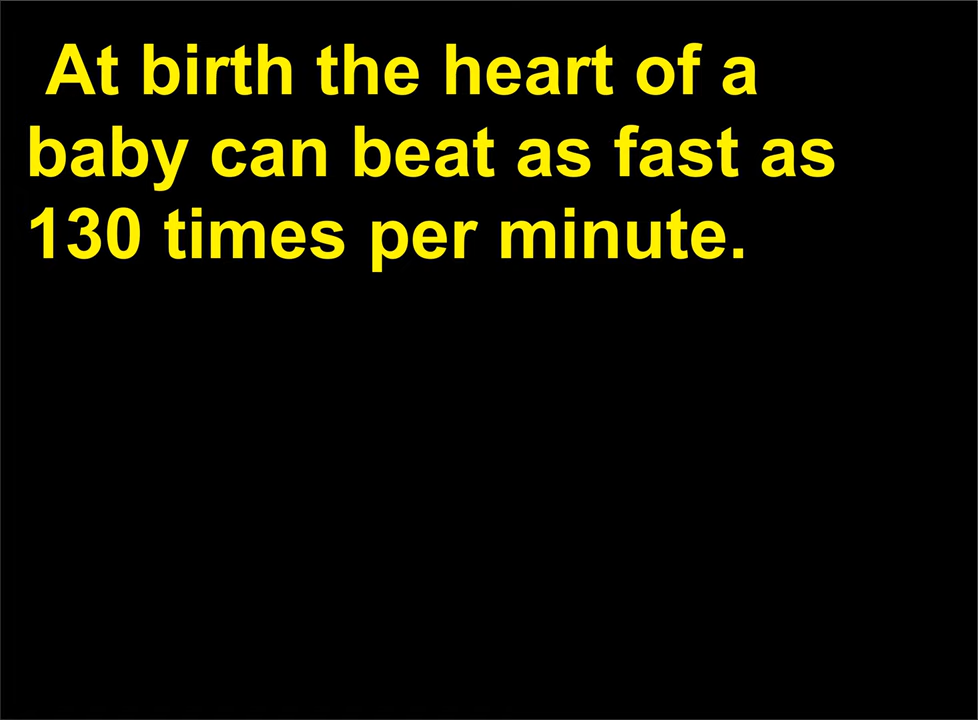 At birth the heart of a
baby can beat as fast as
130 times per minute.